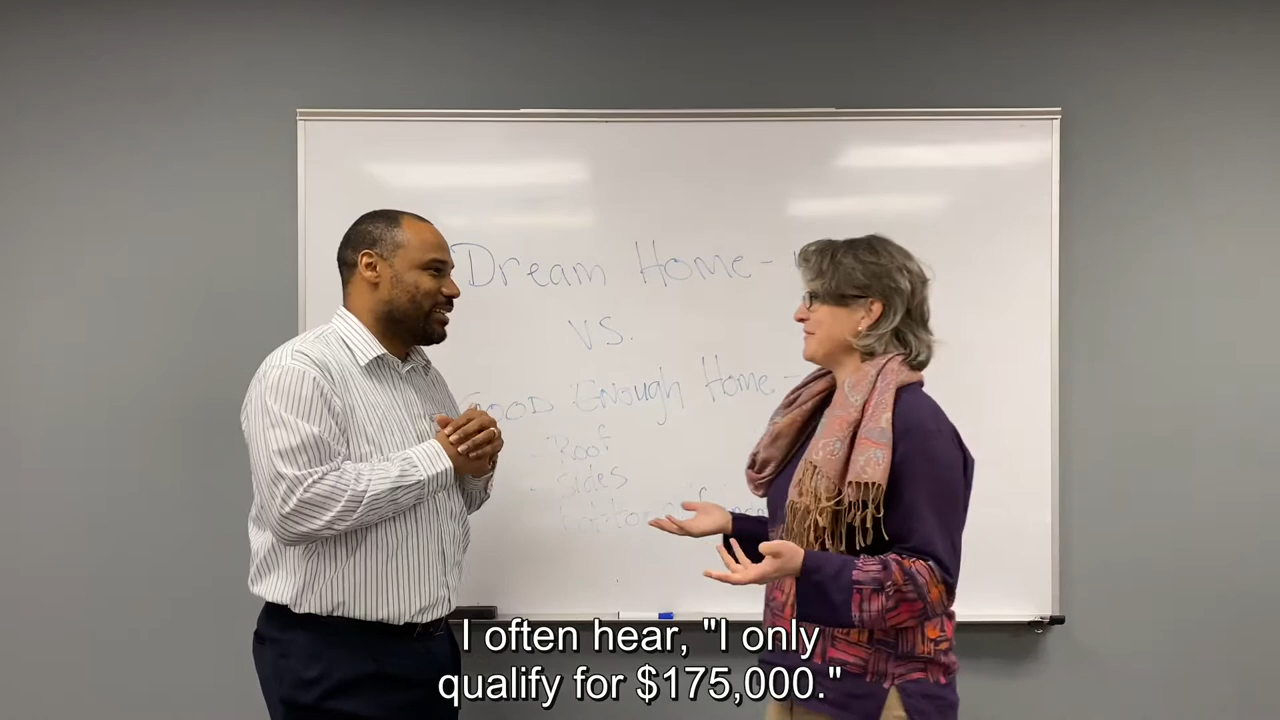 Dream Home -
vs.
Good Enough Home -
- Roof
- Sides
I often hear, "I only
qualify for $175,000."